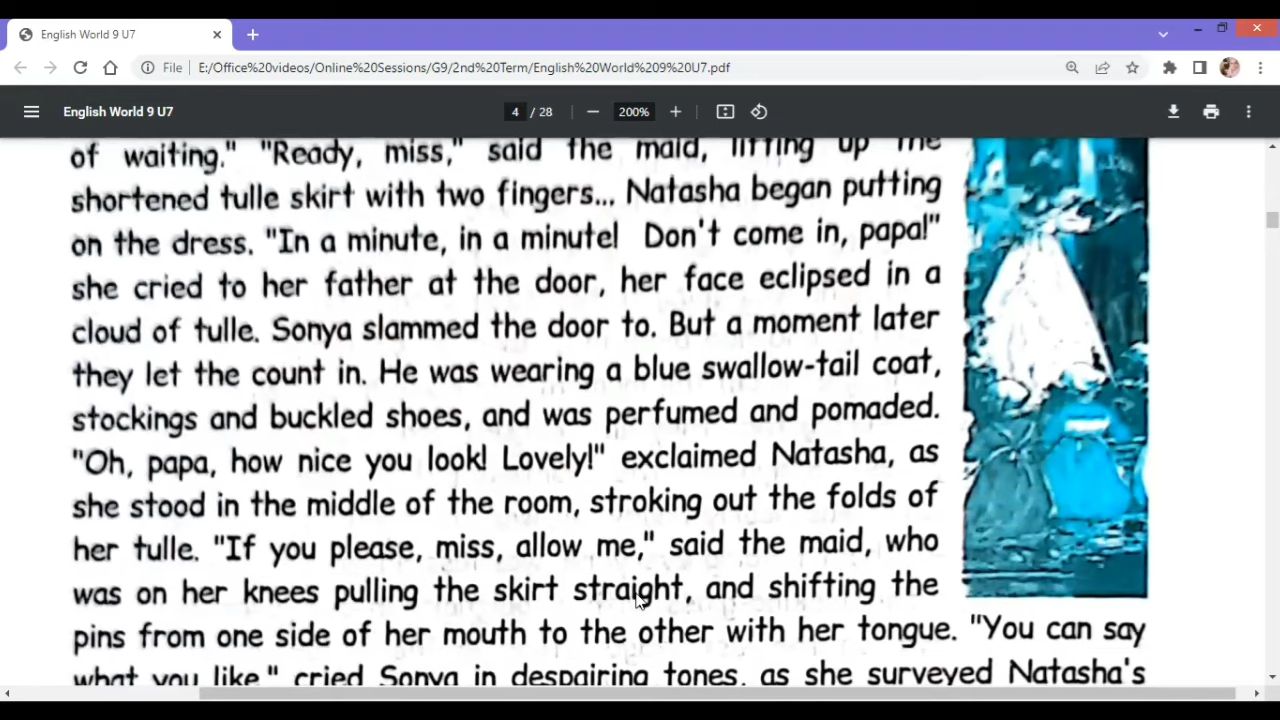 English World 9 U7
File E:/Office%20videos/Online%20Sessions/G9/2nd%20Term/English%20World%209%20U7.pdf
English World 9 U7
4 / 28
200%
of waiting." "Ready, miss," said the maid, lifting up the
shortened tulle skirt with two fingers... Natasha began putting
on the dress. "In a minute, in a minute! Don't come in, papa!"
she cried to her father at the door, her face eclipsed in a
cloud of tulle. Sonya slammed the door to. But a moment later
they let the count in. He was wearing a blue swallow-tail coat,
stockings and buckled shoes, and was perfumed and pomaded.
"Oh, papa, how nice you look! Lovely!" exclaimed Natasha, as
she stood in the middle of the room, stroking out the folds of
her tulle. "If you please, miss, allow me," said the maid, who
was on her knees pulling the skirt straight, and shifting the
pins from one side of her mouth to the other with her tongue. "You can say
what you like," cried Sonya in despairing tones, as she surveyed Natasha's